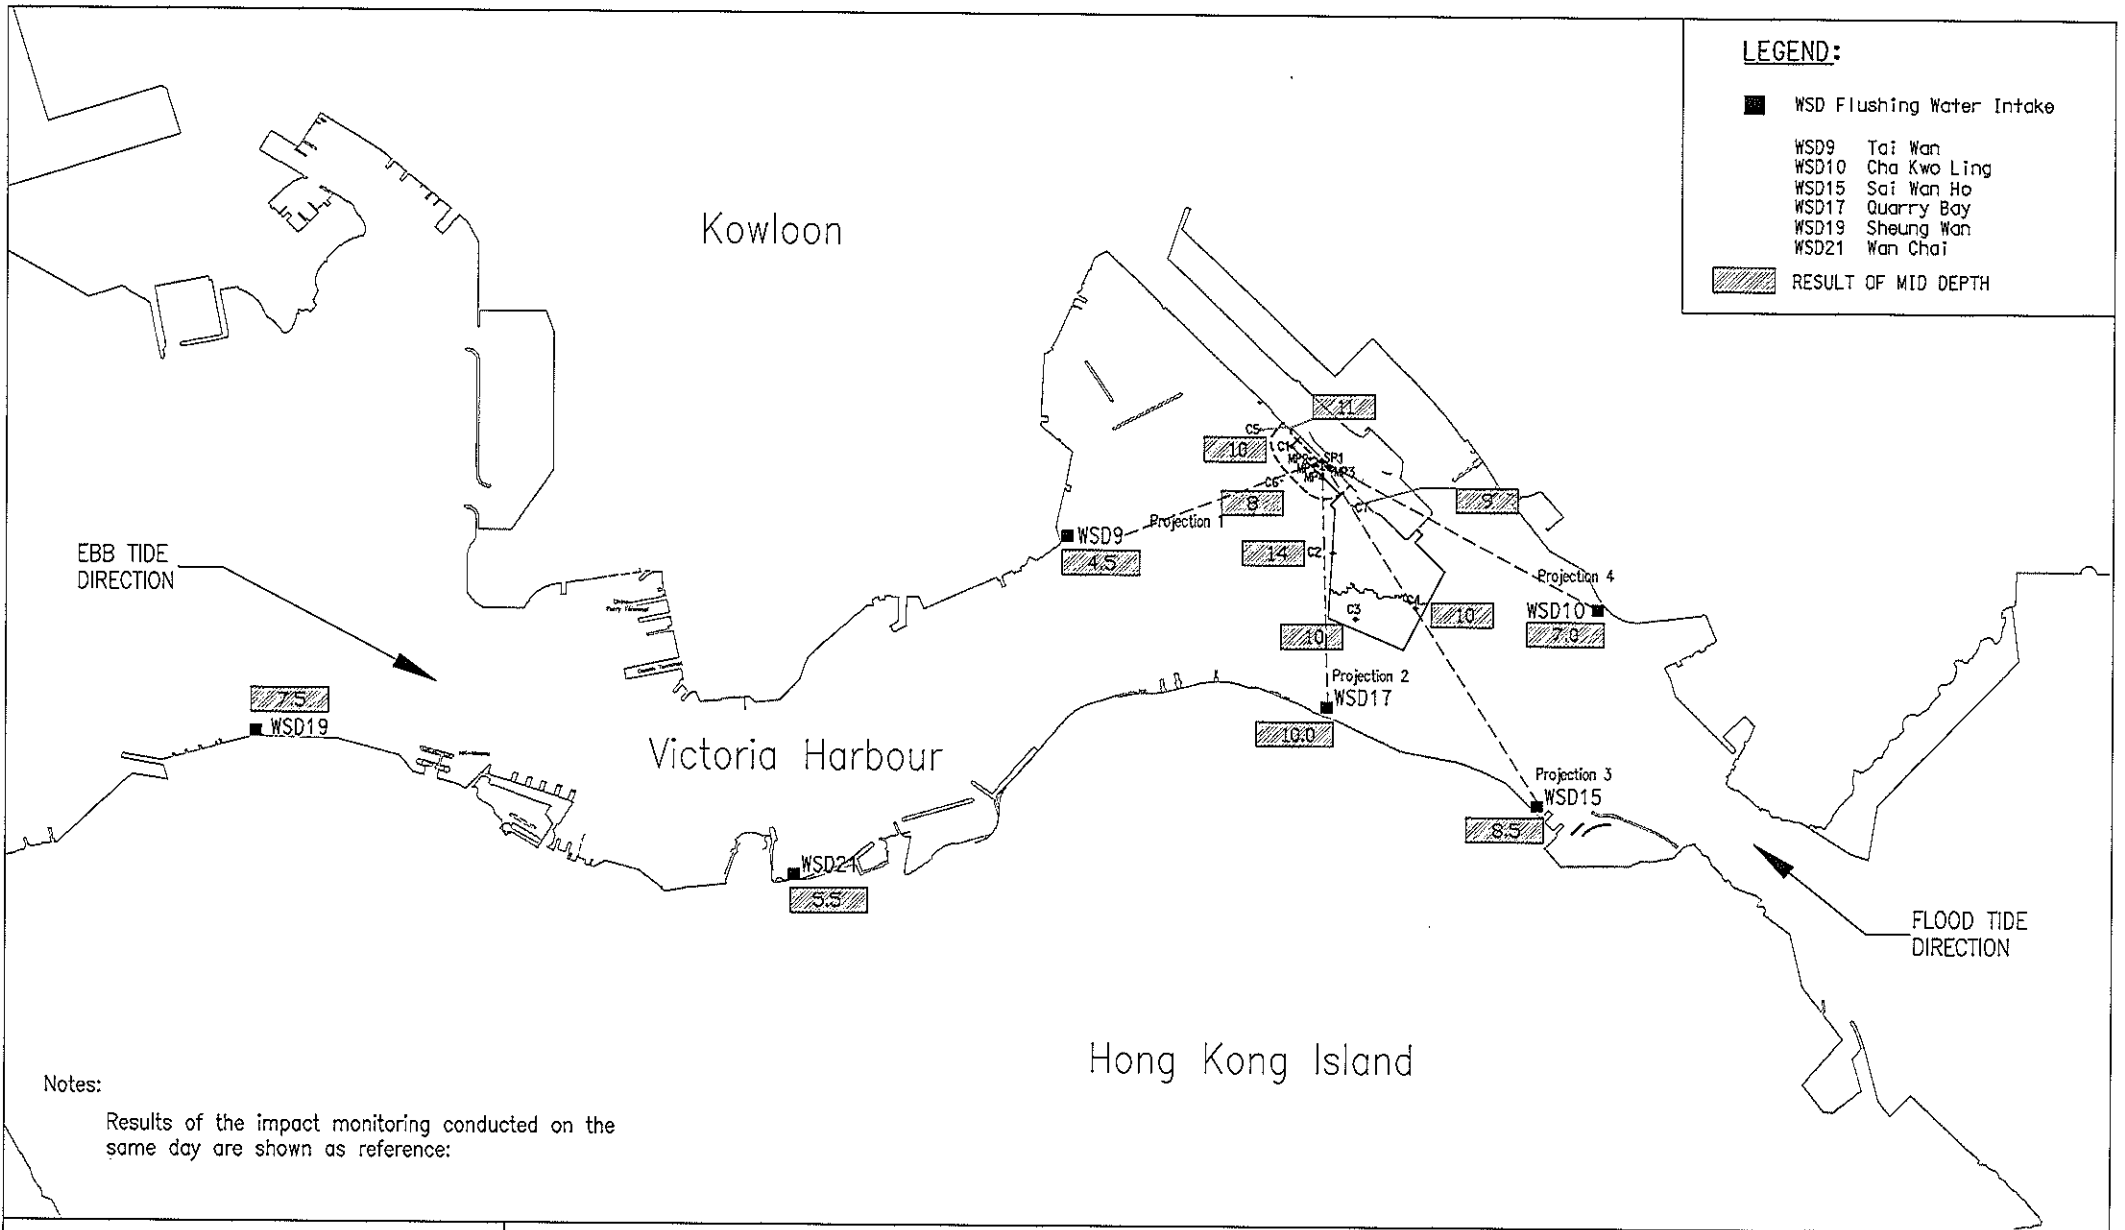 LEGEND:
WSD Flushing Water Intake
WSD9 Tai Wan
WSD10 Cha Kwo Ling
WSD15 Sai Wan Ho
WSD17 Quarry Bay
WSD19 Sheung Wan
WSD21 Wan Chai
RESULT OF MID DEPTH
Kowloon
11
C5
10
C1
SP1
MP3
C6
8
C7
9
Projection 1
WSD9
4.5
14
C2
EBB TIDE
DIRECTION
Projection 4
WSD10
7.0
C3
10
10
Projection 2
WSD17
10.0
7.5
WSD19
Victoria Harbour
Projection 3
WSD15
8.5
WSD21
5.5
FLOOD TIDE
DIRECTION
Hong Kong Island
Notes:
Results of the impact monitoring conducted on the
same day are shown as reference: